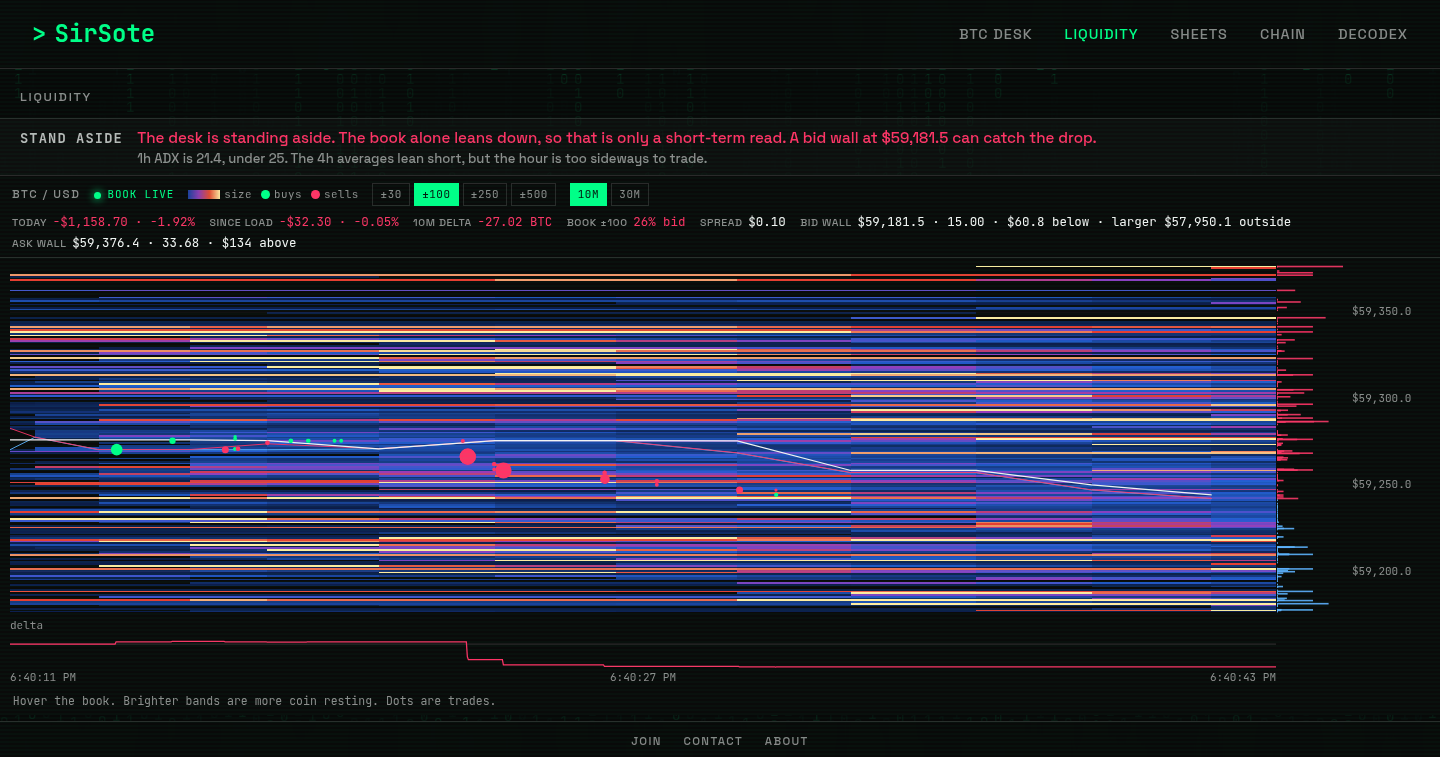 > SirSote
BTC DESK LIQUIDITY SHEETS CHAIN DECODEX
LIQUIDITY
STAND ASIDE The desk is standing aside. The book alone leans down, so that is only a short-term read. A bid wall at $59,181.5 can catch the drop.
1h ADX is 21.4, under 25. The 4h averages lean short, but the hour is too sideways to trade.
BTC / USD BOOK LIVE size buys sells ±30 ±100 ±250 ±500 10M 30M
TODAY -$1,158.70 · -1.92% SINCE LOAD -$32.30 · -0.05% 10M DELTA -27.02 BTC BOOK ±100 26% bid SPREAD $0.10 BID WALL $59,181.5 · 15.00 · $60.8 below · larger $57,950.1 outside
ASK WALL $59,376.4 · 33.68 · $134 above
$59,350.0
$59,300.0
$59,250.0
$59,200.0
delta
6:40:11 PM 6:40:27 PM 6:40:43 PM
Hover the book. Brighter bands are more coin resting. Dots are trades.
JOIN CONTACT ABOUT